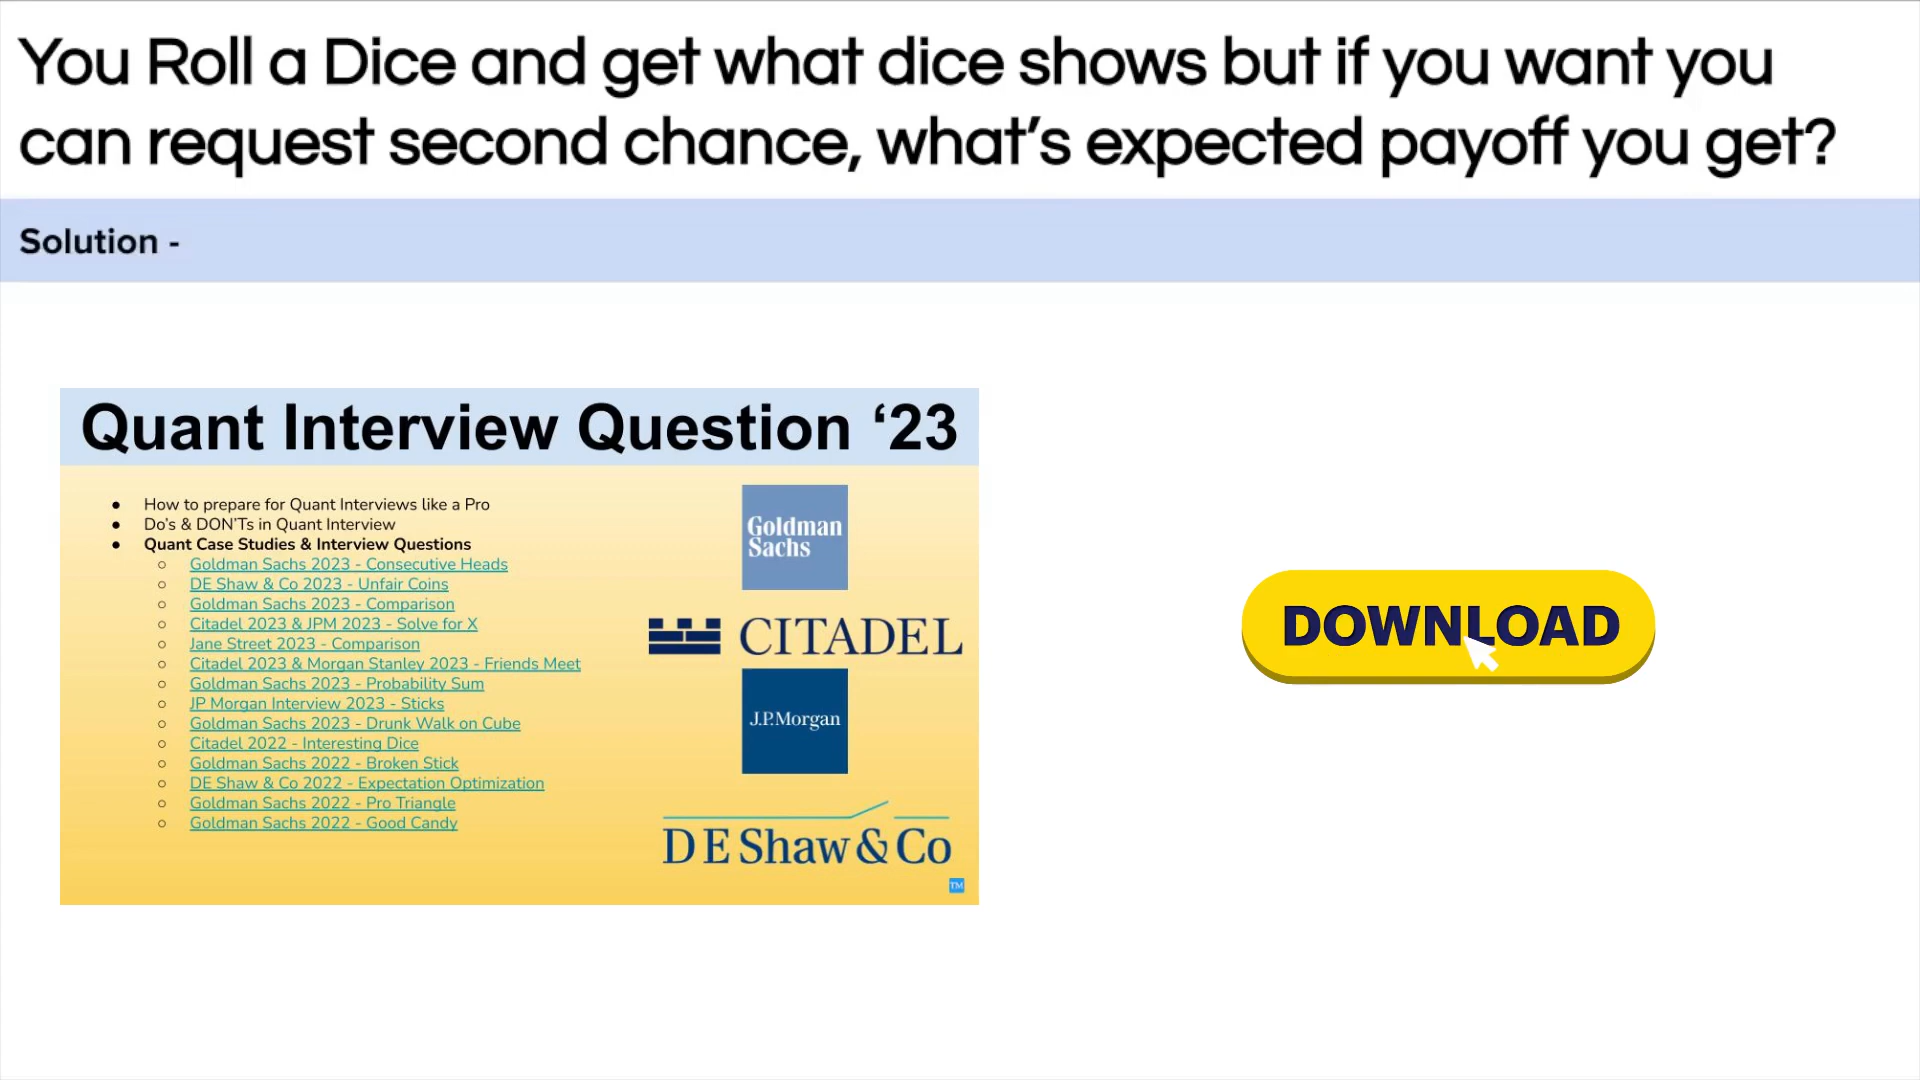 You Roll a Dice and get what dice shows but if you want you
can request second chance, what’s expected payoff you get?
Solution -
Quant Interview Question ‘23
● How to prepare for Quant Interviews like a Pro
● Do's & DON'Ts in Quant Interview
● Quant Case Studies & Interview Questions
○ Goldman Sachs 2023 - Consecutive Heads
○ DE Shaw & Co 2023 - Unfair Coins
○ Goldman Sachs 2023 - Comparison
○ Citadel 2023 & JPM 2023 - Solve for X
○ Jane Street 2023 - Comparison
○ Citadel 2023 & Morgan Stanley 2023 - Friends Meet
○ Goldman Sachs 2023 - Probability Sum
○ JP Morgan Interview 2023 - Sticks
○ Goldman Sachs 2023 - Drunk Walk on Cube
○ Citadel 2022 - Interesting Dice
○ Goldman Sachs 2022 - Broken Stick
○ DE Shaw & Co 2022 - Expectation Optimization
○ Goldman Sachs 2022 - Pro Triangle
○ Goldman Sachs 2022 - Good Candy
Goldman
Sachs
CITADEL
J.P.Morgan
DE Shaw & Co
TM
DOWNLOAD